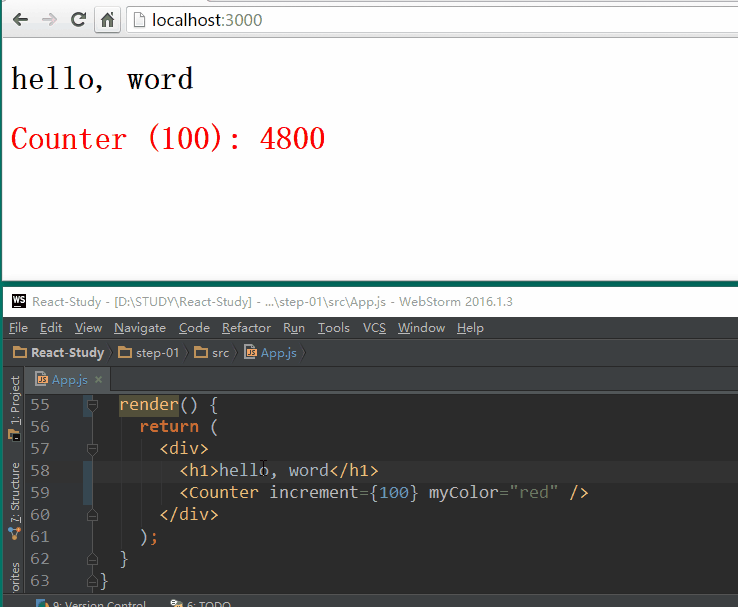 localhost:3000
hello, word
Counter (100): 4800
WS React-Study - [D:\STUDY\React-Study] - ...\step-01\src\App.js - WebStorm 2016.1.3
File Edit View Navigate Code Refactor Run Tools VCS Window Help
React-Study step-01 src App.js
App.js
1: Project
7: Structure
55 render() {
56 return (
57 <div>
58 <h1>hello, word</h1>
59 <Counter increment={100} myColor="red" />
60 </div>
61 );
62 }
63 }
9: Version Control 6: TODO